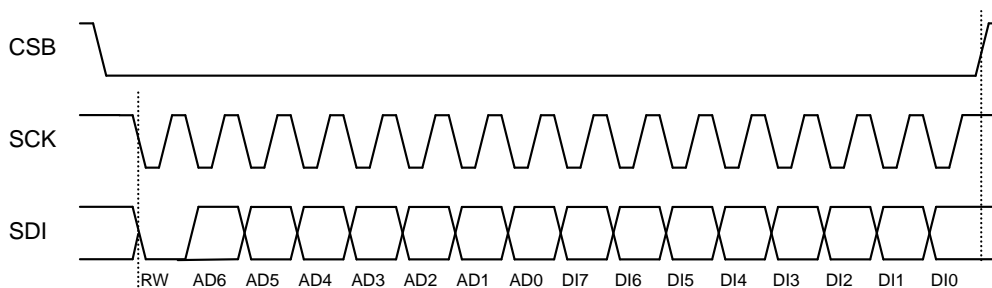 CSB
SCK
SDI
RW AD6 AD5 AD4 AD3 AD2 AD1 AD0 DI7 DI6 DI5 DI4 DI3 DI2 DI1 DI0